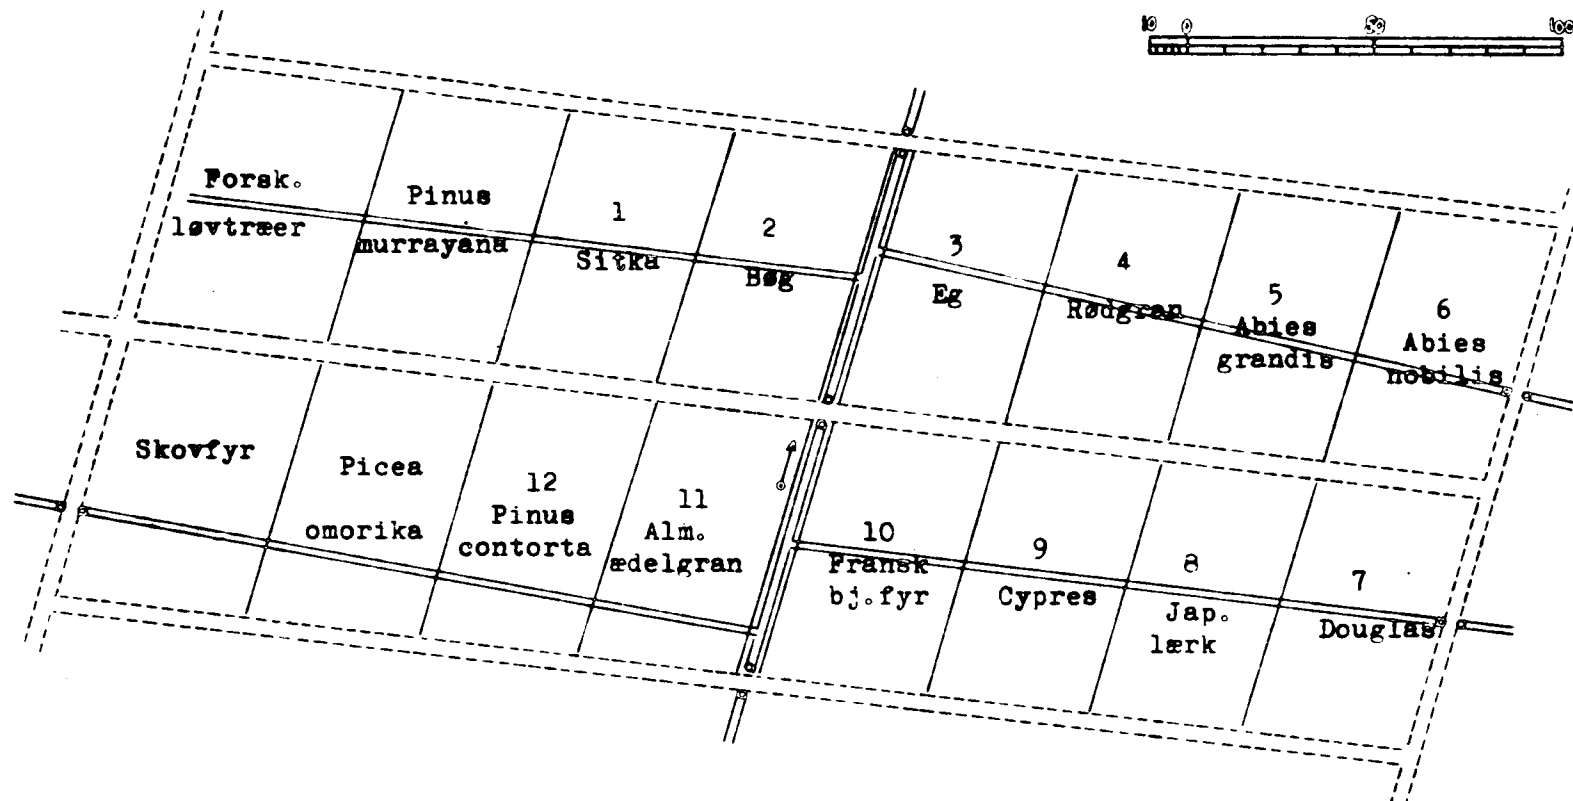 10 0 50 100
Forsk.
løvtræer
Pinus
murrayana
1
Sitka
2
Bøg
3
Eg
4
Rødgran
5
Abies
grandis
6
Abies
nobilis
Skovfyr
Picea
omorika
12
Pinus
contorta
11
Alm.
ædelgran
10
Fransk
bj.fyr
9
Cypres
8
Jap.
lærk
7
Douglas